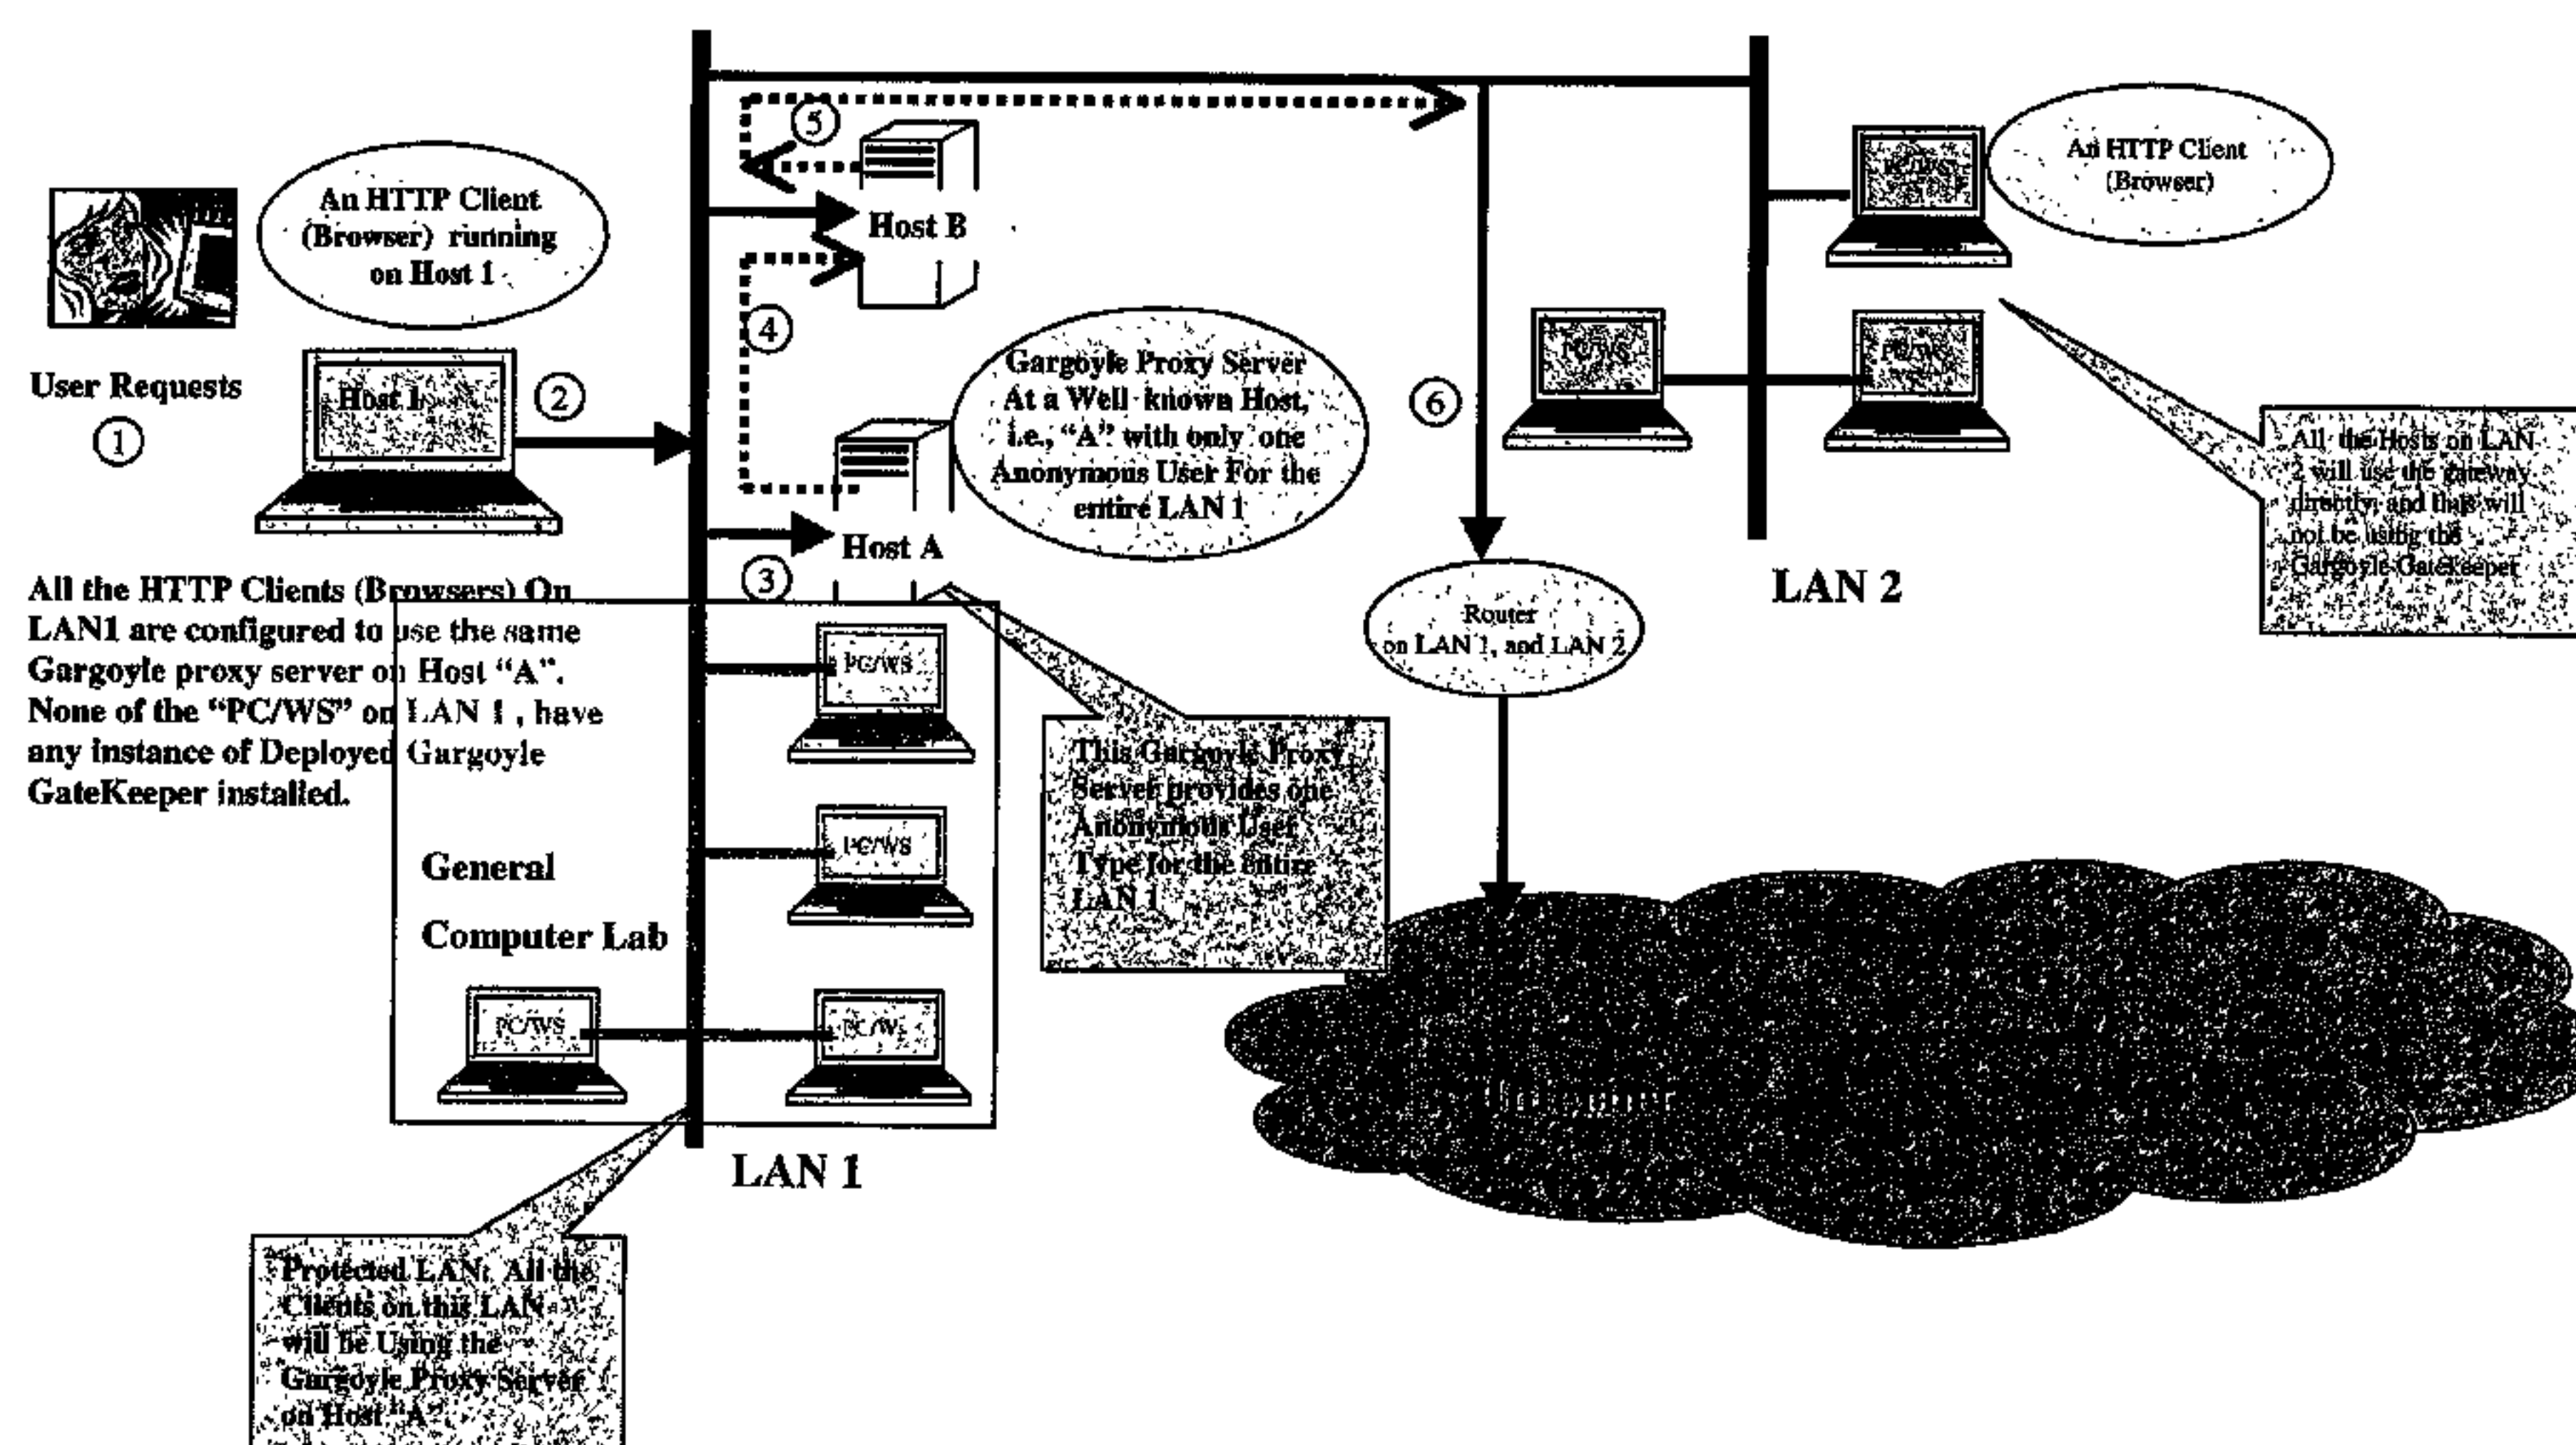 An HTTP Client
(Browser) running
on Host 1
User Requests
1
Host 1
2
All the HTTP Clients (Browsers) On
LAN1 are configured to use the same
Gargoyle proxy server on Host “A”.
None of the “PC/WS” on LAN 1 , have
any instance of Deployed Gargoyle
GateKeeper installed.
General
Computer Lab
PC/WS
PC/WS
PC/WS
PC/W
LAN 1
Protected LAN: All the
Clients on this LAN
will be Using the
Gargoyle Proxy Server
on Host "A"
5
Host B
4
Gargoyle Proxy Server
At a Well-known Host,
i.e., “A” with only one
Anonymous User For the
entire LAN 1
Host A
3
This Gargoyle Proxy
Server provides one
Anonymous User
Type for the entire
LAN 1
6
Router
on LAN 1, and LAN 2
PC/WS
An HTTP Client
(Browser)
LAN 2
All the Hosts on LAN
2 will use the gateway
directly, and thus will
not be using the
Gargoyle GateKeeper